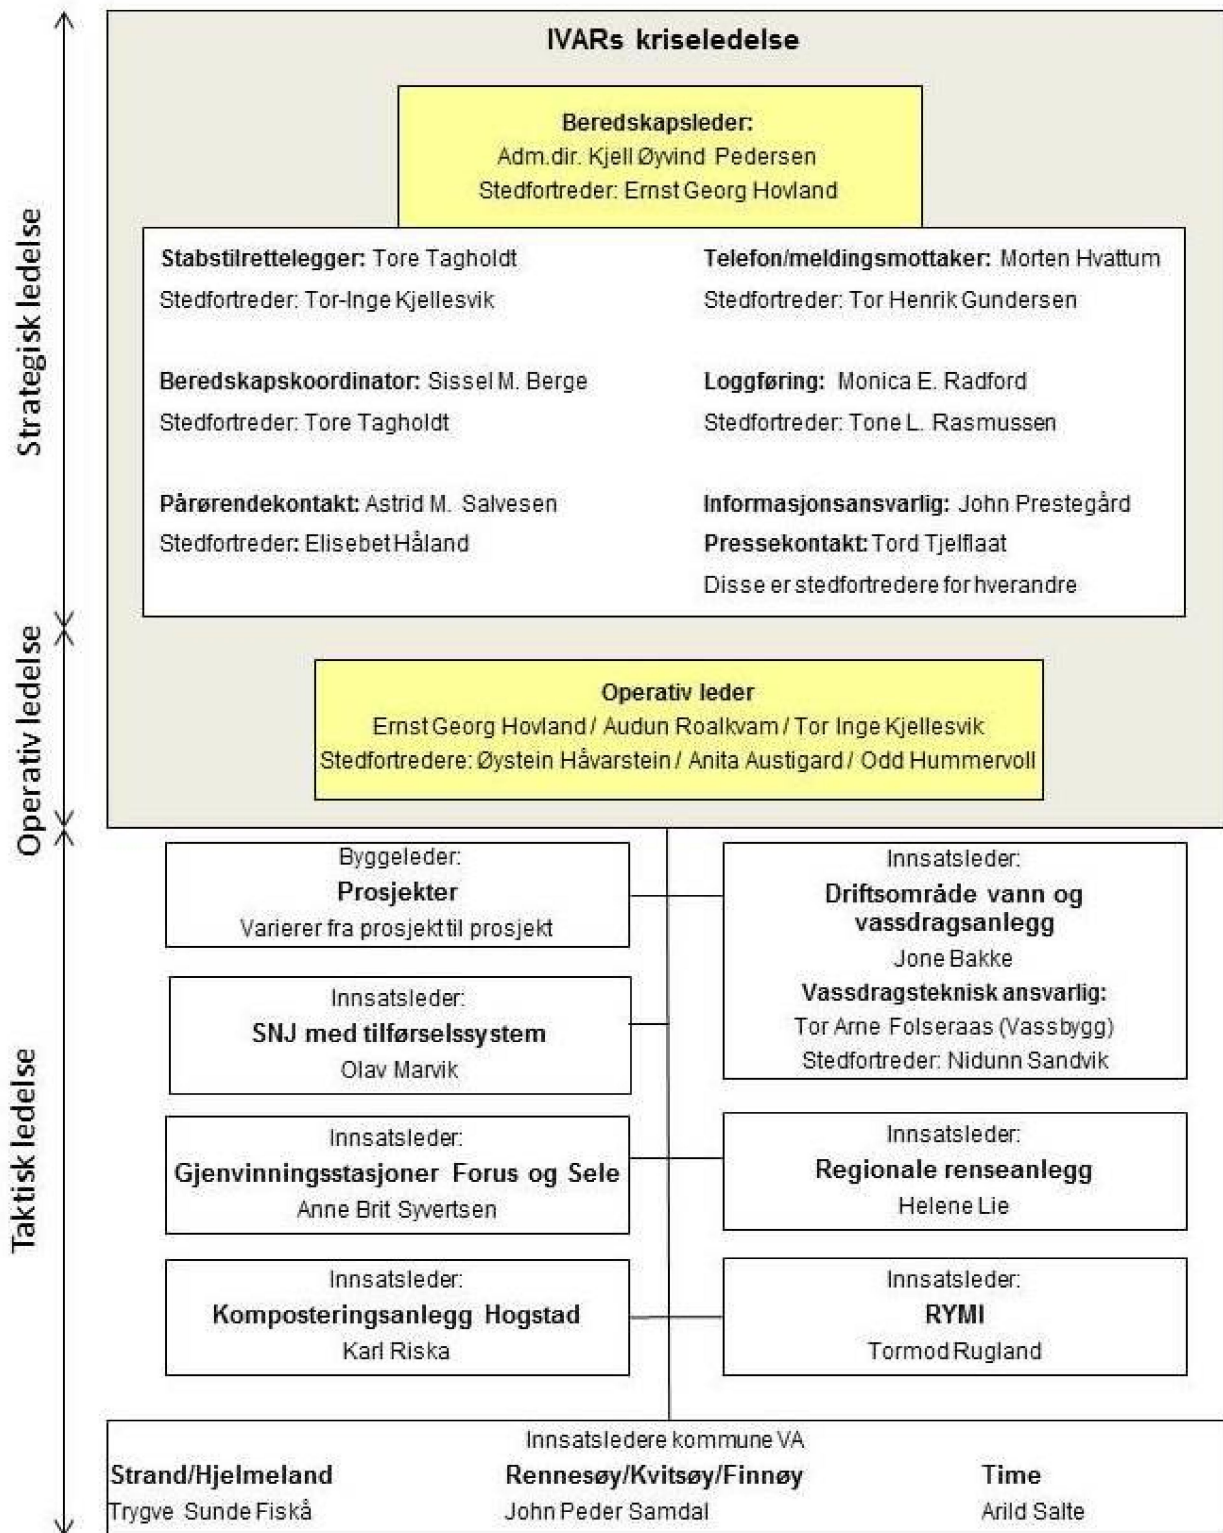 IVARs kriseledelse
Beredskapsleder:
Adm.dir. Kjell Øyvind Pedersen
Stedfortreder: Ernst Georg Hovland
Strategisk ledelse
Stabstilrettelegger: Tore Tagholdt
Stedfortreder: Tor-Inge Kjellesvik
Telefon/meldingsmottaker: Morten Hvattum
Stedfortreder: Tor Henrik Gundersen
Beredskapskoordinator: Sissel M. Berge
Stedfortreder: Tore Tagholdt
Loggføring: Monica E. Radford
Stedfortreder: Tone L. Rasmussen
Pårørendekontakt: Astrid M. Salvesen
Stedfortreder: Elisebet Håland
Informasjonsansvarlig: John Prestegård
Pressekontakt: Tord Tjelflaat
Disse er stedfortredere for hverandre
Operativ ledelse
Operativ leder
Ernst Georg Hovland / Audun Roalkvam / Tor Inge Kjellesvik
Stedfortredere: Øystein Håvarstein / Anita Austigard / Odd Hummervoll
Taktisk ledelse
Byggeleder:
Prosjekter
Varierer fra prosjekt til prosjekt
Innsatsleder:
Driftsområde vann og
vassdragsanlegg
Jone Bakke
Vassdragsteknisk ansvarlig:
Tor Arne Folseraas (Vassbygg)
Stedfortreder: Nidunn Sandvik
Innsatsleder:
SNJ med tilførselssystem
Olav Marvik
Innsatsleder:
Gjenvinningsstasjoner Forus og Sele
Anne Brit Syvertsen
Innsatsleder:
Regionale renseanlegg
Helene Lie
Innsatsleder:
Komposteringsanlegg Hogstad
Karl Riska
Innsatsleder:
RYMI
Tormod Rugland
Innsatsledere kommune VA
Strand/Hjelmeland
Trygve Sunde Fiskå
Rennesøy/Kvitsøy/Finnøy
John Peder Samdal
Time
Arild Salte